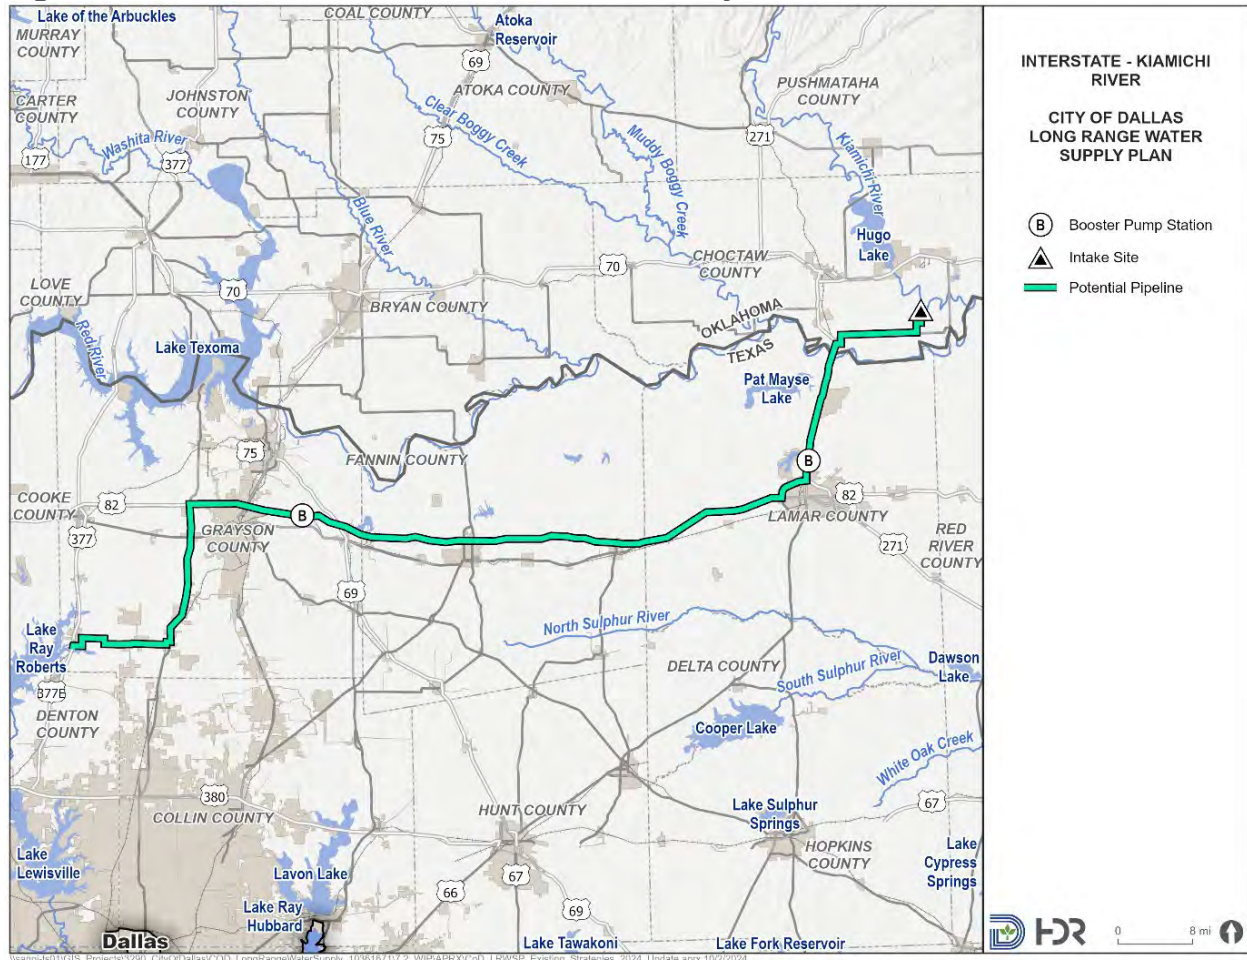 Lake of the Arbuckles
MURRAY
COUNTY
COAL COUNTY
Atoka
Reservoir
69
ATOKA COUNTY
PUSHMATAHA
COUNTY
CARTER
COUNTY
JOHNSTON
COUNTY
Washita River
177
377
75
Clear Boggy Creek
Muddy Boggy
Creek
271
Kiamichi River
Blue River
Hugo
Lake
CHOCTAW
COUNTY
70
LOVE
COUNTY
70
BRYAN COUNTY
Red River
Lake Texoma
OKLAHOMA
TEXAS
Pat Mayse
Lake
75
FANNIN COUNTY
B
COOKE
COUNTY
82
377
GRAYSON
COUNTY
B
82
LAMAR COUNTY
271
RED
RIVER
COUNTY
69
Lake
Ray
Roberts
377E
DENTON
COUNTY
North Sulphur River
DELTA COUNTY
South Sulphur River
Dawson
Lake
Cooper Lake
White Oak Creek
380
COLLIN COUNTY
HUNT COUNTY
Lake Sulphur
Springs
67
HOPKINS
COUNTY
Lake
Cypress
Springs
Lake
Lewisville
Lavon Lake
67
66
69
Lake Ray
Hubbard
Dallas
Lake Tawakoni
Lake Fork Reservoir
INTERSTATE - KIAMICHI
RIVER
CITY OF DALLAS
LONG RANGE WATER
SUPPLY PLAN
B Booster Pump Station
Intake Site
Potential Pipeline
HDR
0 8 mi